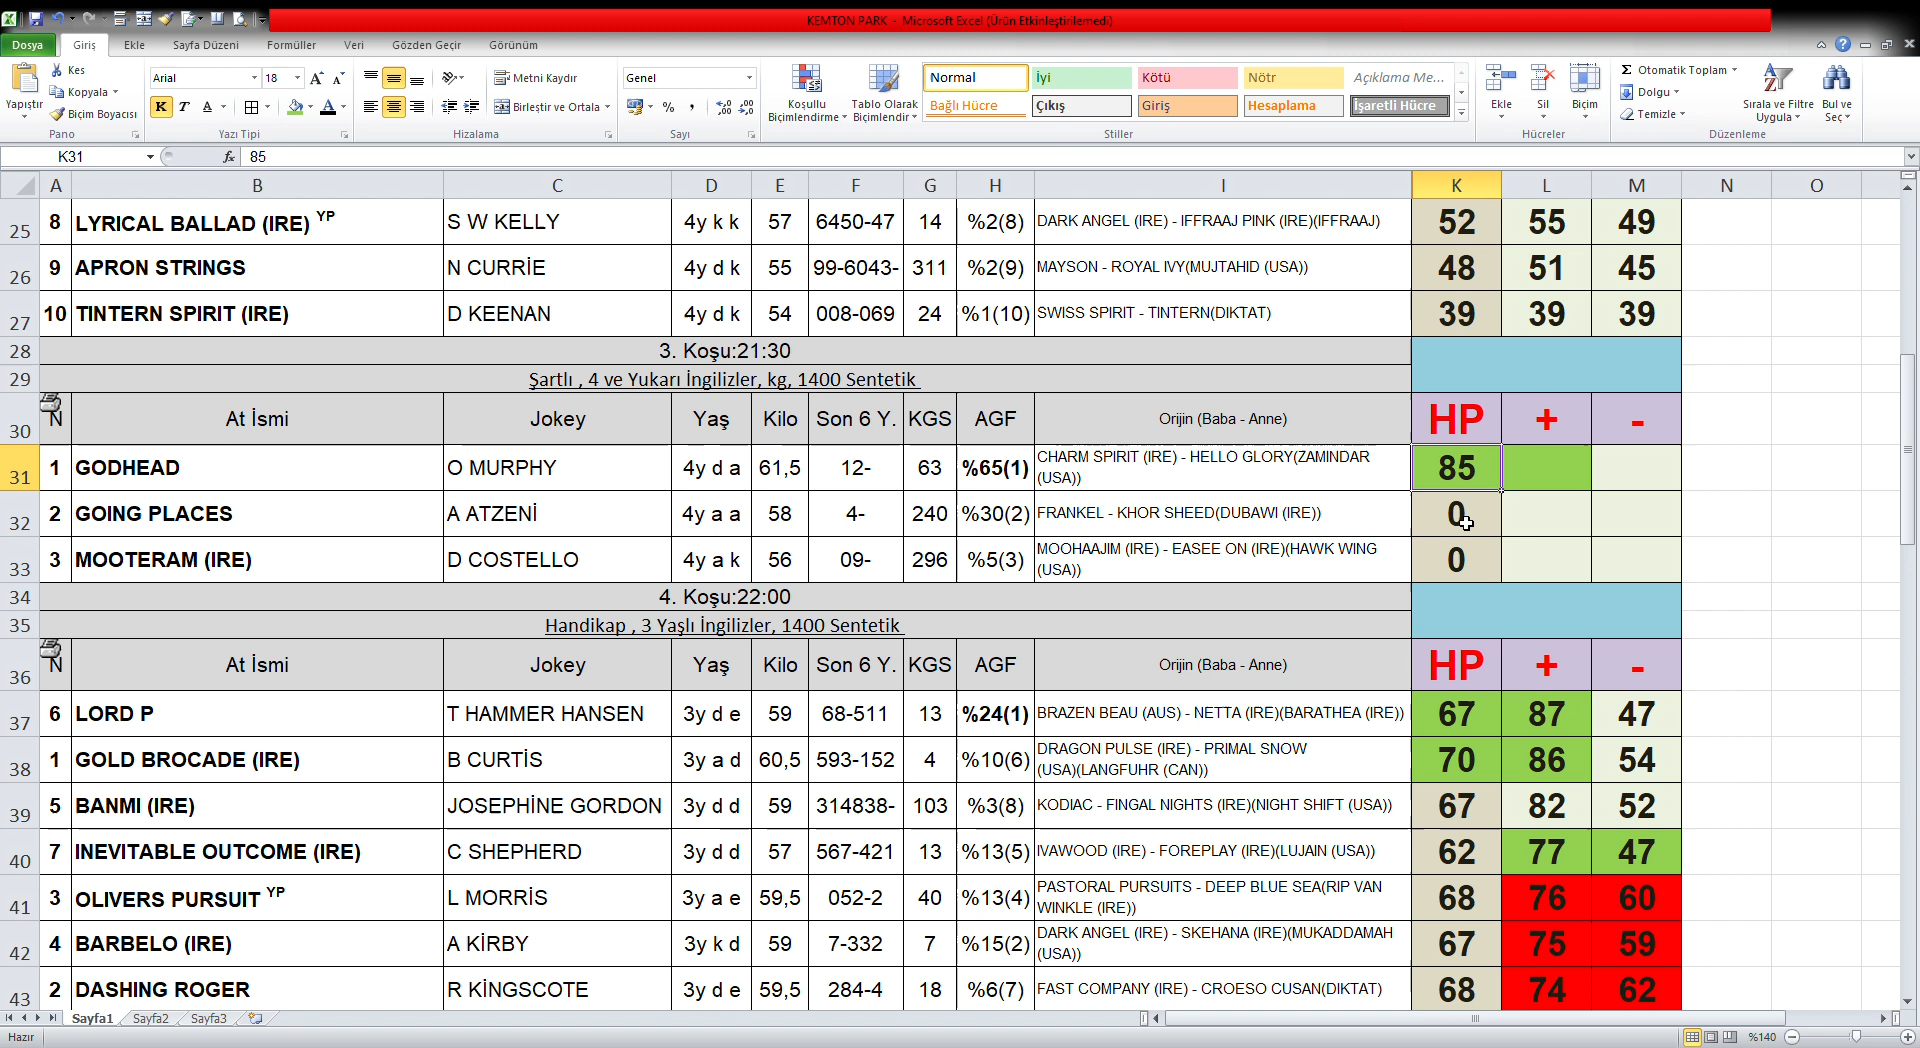 KEMTON PARK - Microsoft Excel (Ürün Etkinleştirilemedi)
Dosya Giriş Ekle Sayfa Düzeni Formüller Veri Gözden Geçir Görünüm
Yapıştır
Kes
Kopyala
Biçim Boyacısı
Pano
Arial 18
K T A
Yazı Tipi
Metni Kaydır
Birleştir ve Ortala
Hizalama
Genel
Sayı
Koşullu Biçimlendirme
Tablo Olarak Biçimlendir
Normal İyi Kötü Nötr Açıklama Me...
Bağlı Hücre Çıkış Giriş Hesaplama İşaretli Hücre
Stiller
Ekle Sil Biçim
Hücreler
Otomatik Toplam
Dolgu
Temizle
Sırala ve Filtre Uygula
Bul ve Seç
Düzenleme
K31 fx 85
A B C D E F G H I K L M N O
25 8 LYRICAL BALLAD (IRE) YP S W KELLY 4y k k 57 6450-47 14 %2(8) DARK ANGEL (IRE) - IFFRAAJ PINK (IRE)(IFFRAAJ) 52 55 49
26 9 APRON STRINGS N CURRİE 4y d k 55 99-6043- 311 %2(9) MAYSON - ROYAL IVY(MUJTAHID (USA)) 48 51 45
27 10 TINTERN SPIRIT (IRE) D KEENAN 4y d k 54 008-069 24 %1(10) SWISS SPIRIT - TINTERN(DIKTAT) 39 39 39
28 3. Koşu:21:30
29 Şartlı , 4 ve Yukarı İngilizler, kg, 1400 Sentetik
30 N At İsmi Jokey Yaş Kilo Son 6 Y. KGS AGF Orijin (Baba - Anne) HP + -
31 1 GODHEAD O MURPHY 4y d a 61,5 12- 63 %65(1) CHARM SPIRIT (IRE) - HELLO GLORY(ZAMINDAR (USA)) 85
32 2 GOING PLACES A ATZENİ 4y a a 58 4- 240 %30(2) FRANKEL - KHOR SHEED(DUBAWI (IRE)) 0
33 3 MOOTERAM (IRE) D COSTELLO 4y a k 56 09- 296 %5(3) MOOHAAJIM (IRE) - EASEE ON (IRE)(HAWK WING (USA)) 0
34 4. Koşu:22:00
35 Handikap , 3 Yaşlı İngilizler, 1400 Sentetik
36 N At İsmi Jokey Yaş Kilo Son 6 Y. KGS AGF Orijin (Baba - Anne) HP + -
37 6 LORD P T HAMMER HANSEN 3y d e 59 68-511 13 %24(1) BRAZEN BEAU (AUS) - NETTA (IRE)(BARATHEA (IRE)) 67 87 47
38 1 GOLD BROCADE (IRE) B CURTİS 3y a d 60,5 593-152 4 %10(6) DRAGON PULSE (IRE) - PRIMAL SNOW (USA)(LANGFUHR (CAN)) 70 86 54
39 5 BANMI (IRE) JOSEPHİNE GORDON 3y d d 59 314838- 103 %3(8) KODIAC - FINGAL NIGHTS (IRE)(NIGHT SHIFT (USA)) 67 82 52
40 7 INEVITABLE OUTCOME (IRE) C SHEPHERD 3y d d 57 567-421 13 %13(5) IVAWOOD (IRE) - FOREPLAY (IRE)(LUJAIN (USA)) 62 77 47
41 3 OLIVERS PURSUIT YP L MORRİS 3y a e 59,5 052-2 40 %13(4) PASTORAL PURSUITS - DEEP BLUE SEA(RIP VAN WINKLE (IRE)) 68 76 60
42 4 BARBELO (IRE) A KİRBY 3y k d 59 7-332 7 %15(2) DARK ANGEL (IRE) - SKEHANA (IRE)(MUKADDAMAH (USA)) 67 75 59
43 2 DASHING ROGER R KİNGSCOTE 3y d e 59,5 284-4 18 %6(7) FAST COMPANY (IRE) - CROESO CUSAN(DIKTAT) 68 74 62
Sayfa1 Sayfa2 Sayfa3
Hazır %140